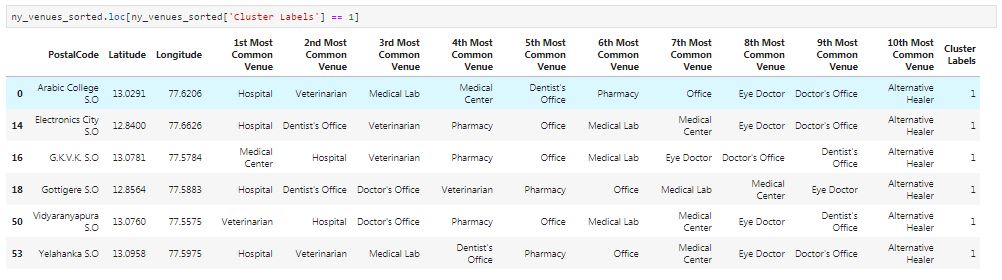 ny_venues_sorted.loc[ny_venues_sorted['Cluster Labels'] == 1]
PostalCode Latitude Longitude 1st Most Common Venue 2nd Most Common Venue 3rd Most Common Venue 4th Most Common Venue 5th Most Common Venue 6th Most Common Venue 7th Most Common Venue 8th Most Common Venue 9th Most Common Venue 10th Most Common Venue Cluster Labels
0 Arabic College S.O 13.0291 77.6206 Hospital Veterinarian Medical Lab Medical Center Dentist's Office Pharmacy Office Eye Doctor Doctor's Office Alternative Healer 1
14 Electronics City S.O 12.8400 77.6626 Hospital Dentist's Office Veterinarian Pharmacy Office Medical Lab Medical Center Eye Doctor Doctor's Office Alternative Healer 1
16 G.K.V.K. S.O 13.0781 77.5784 Medical Center Hospital Veterinarian Pharmacy Office Medical Lab Eye Doctor Doctor's Office Dentist's Office Alternative Healer 1
18 Gottigere S.O 12.8564 77.5883 Hospital Dentist's Office Doctor's Office Veterinarian Pharmacy Office Medical Lab Medical Center Eye Doctor Alternative Healer 1
50 Vidyaranyapura S.O 13.0760 77.5575 Veterinarian Hospital Doctor's Office Pharmacy Office Medical Lab Medical Center Eye Doctor Dentist's Office Alternative Healer 1
53 Yelahanka S.O 13.0958 77.5975 Hospital Veterinarian Medical Lab Dentist's Office Pharmacy Office Medical Center Eye Doctor Doctor's Office Alternative Healer 1